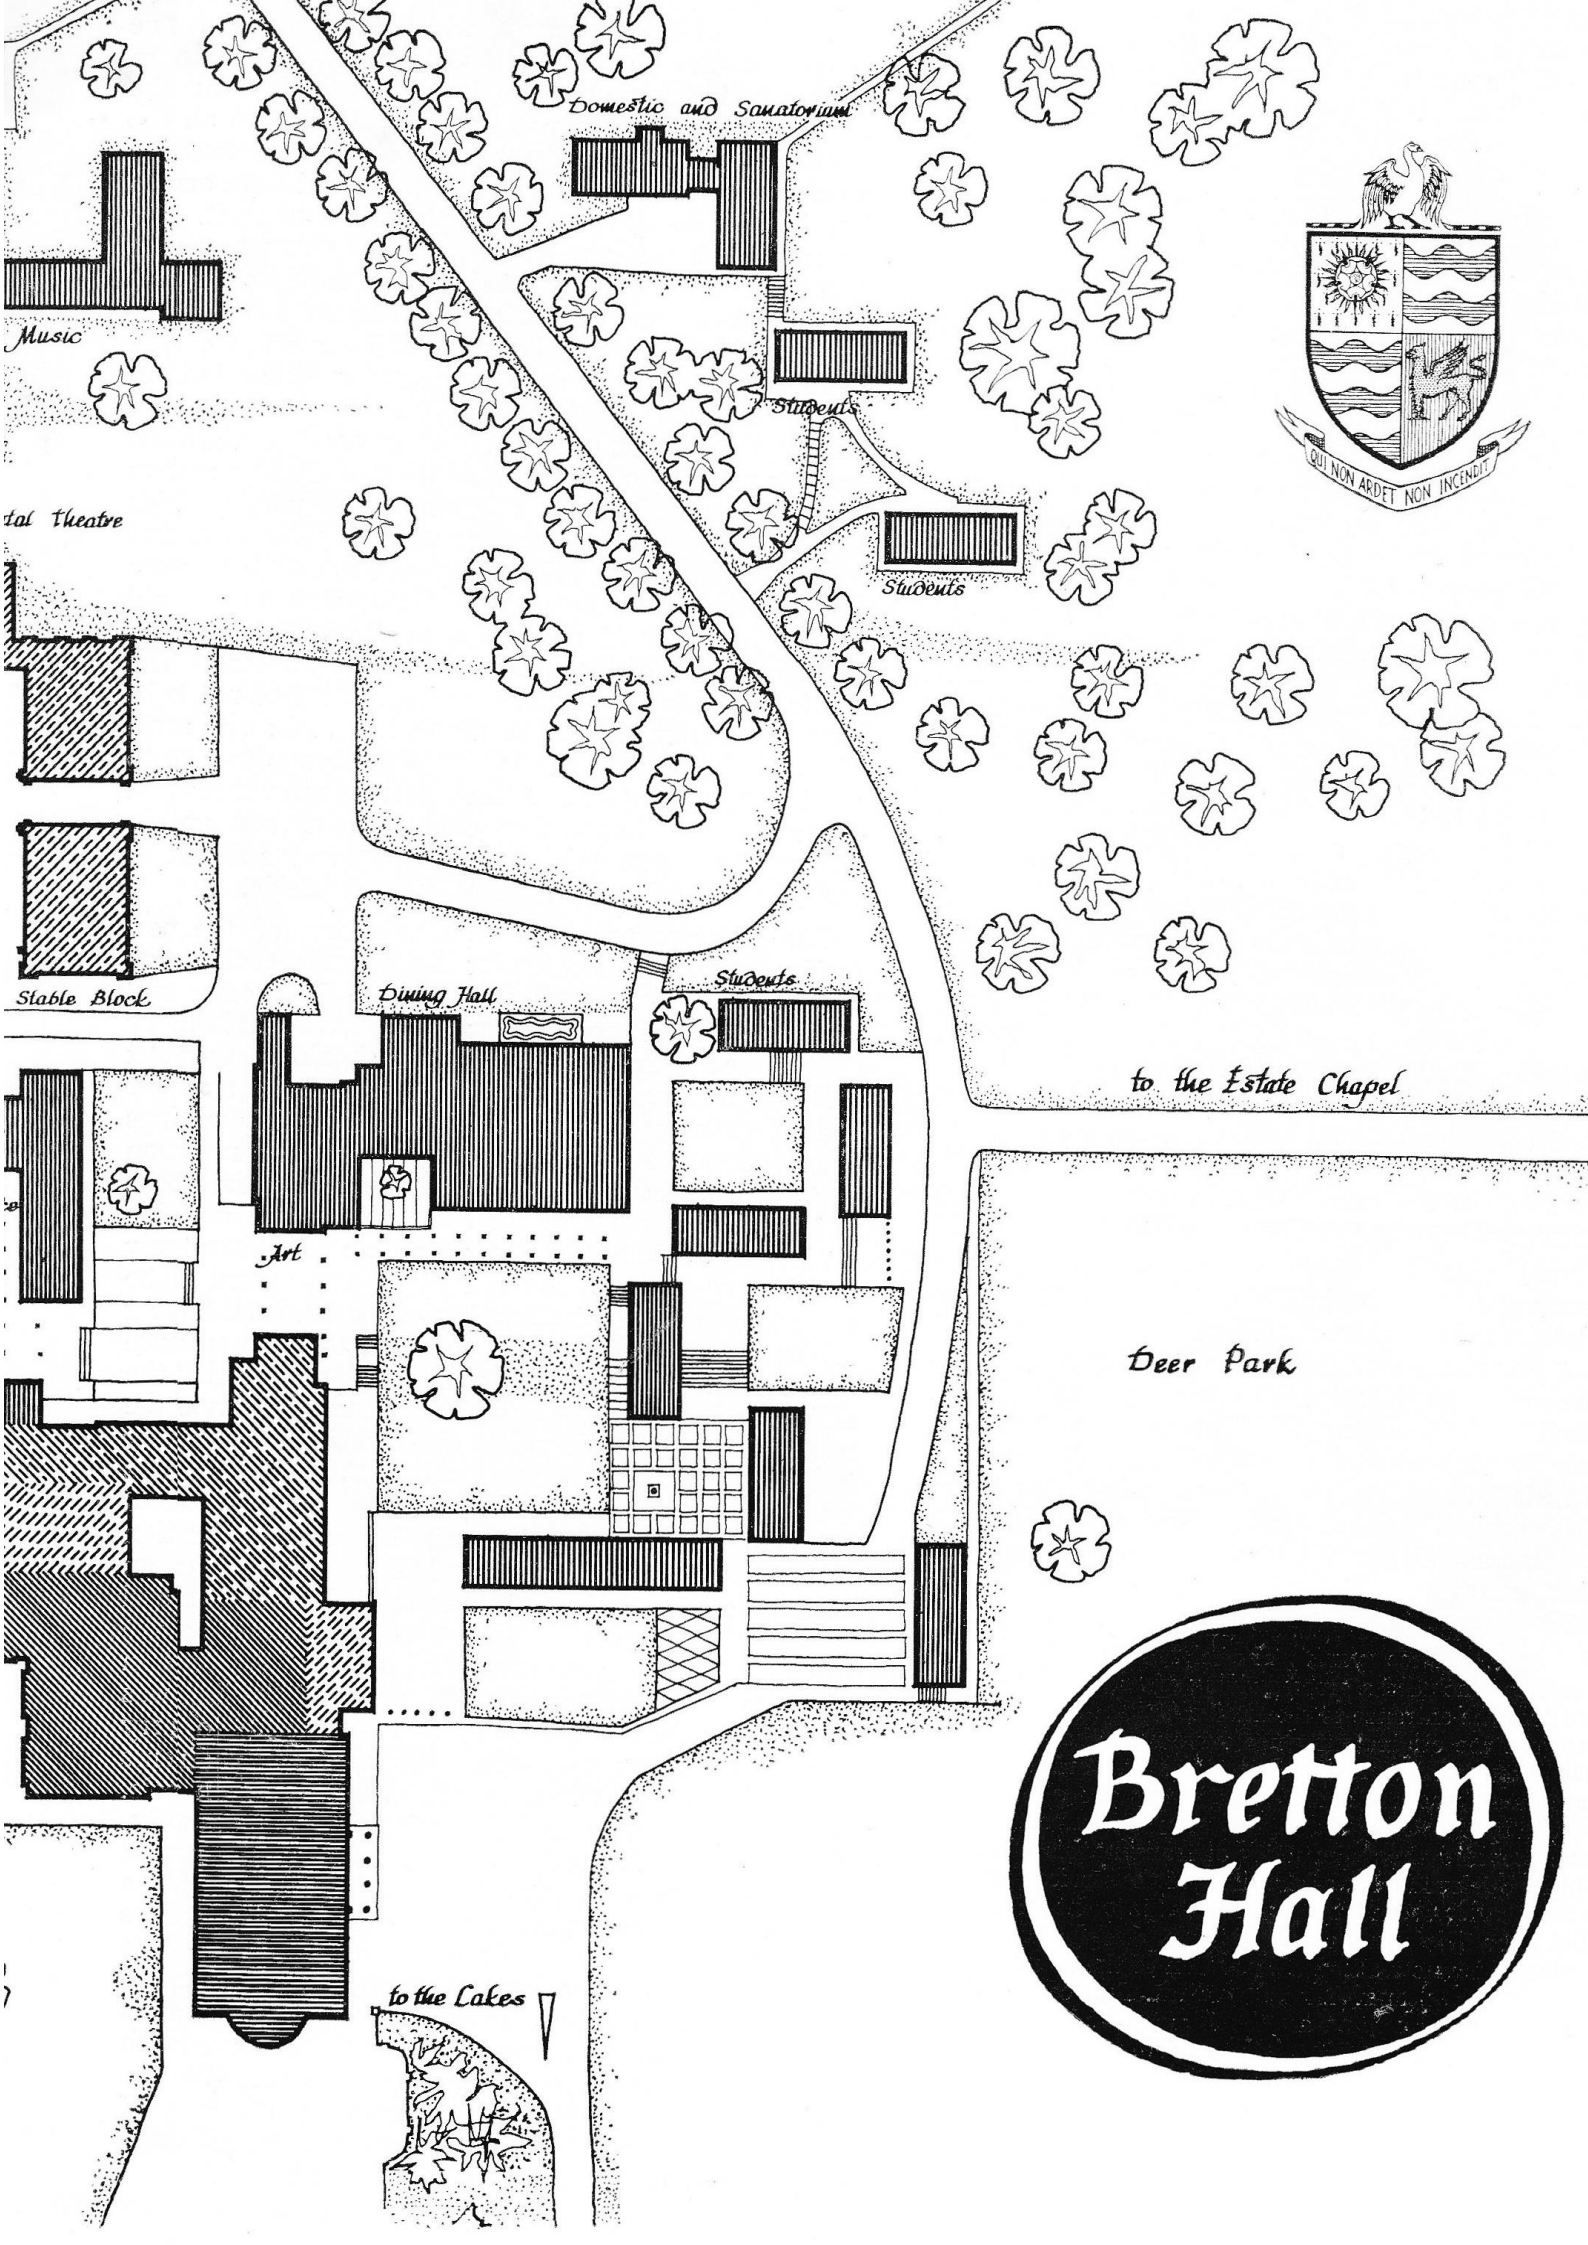 Domestic and Sanatorium
Music
Students
QUI NON ARDET NON INCENDIT
tal Theatre
Students
Stable Block
Dining Hall
Students
to the Estate Chapel
Art
Deer Park
Bretton
Hall
to the Lakes